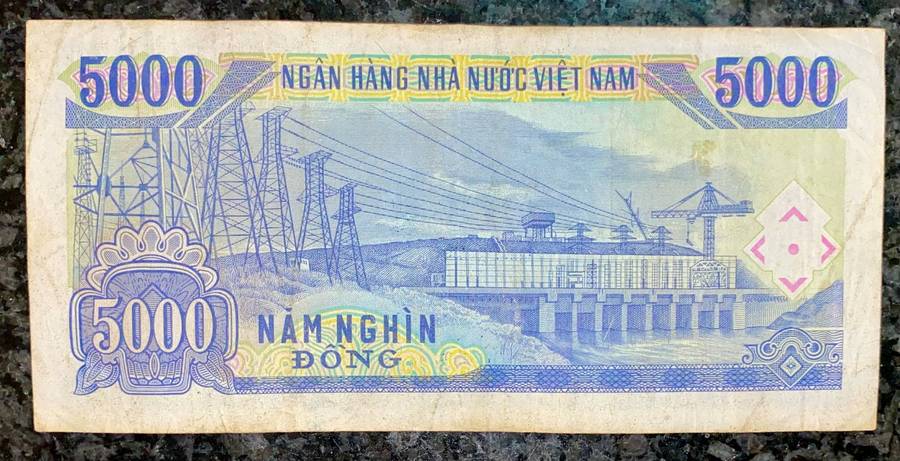 5000 NGÂN HÀNG NHÀ NƯỚC VIỆT NAM 5000
5000
NĂM NGHÌN
ĐỒNG